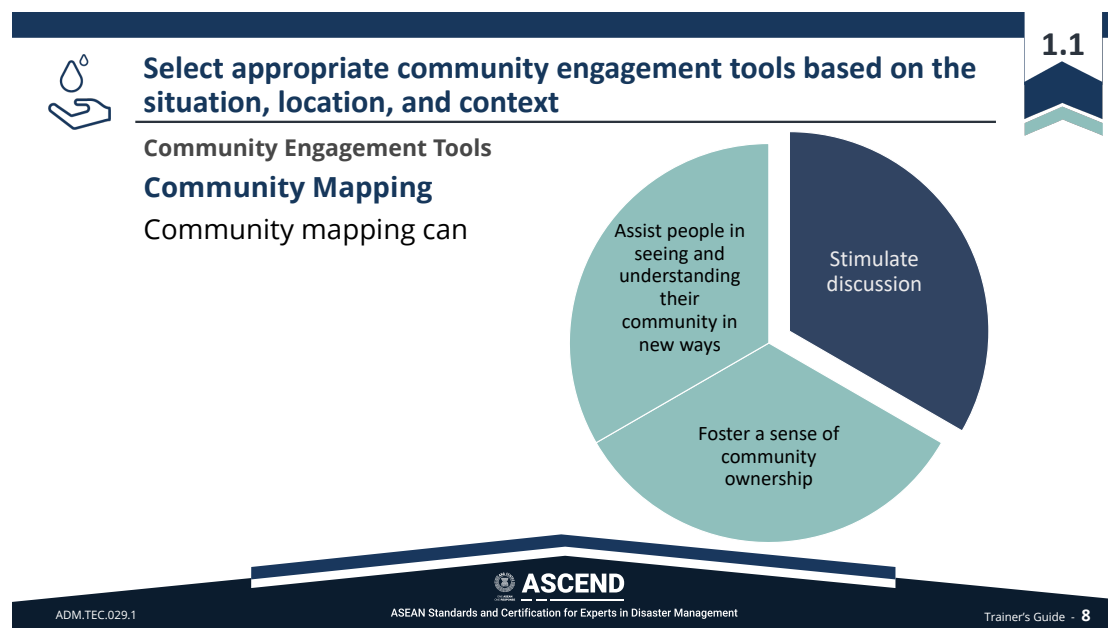 1.1
Select appropriate community engagement tools based on the
situation, location, and context
Community Engagement Tools
Community Mapping
Community mapping can
Stimulate
discussion
Foster a sense of
community
ownership
Assist people in
seeing and
understanding
their
community in
new ways
ASCEND
ASEAN Standards and Certification for Experts in Disaster Management
ADM.TEC.029.1
Trainer's Guide - 8